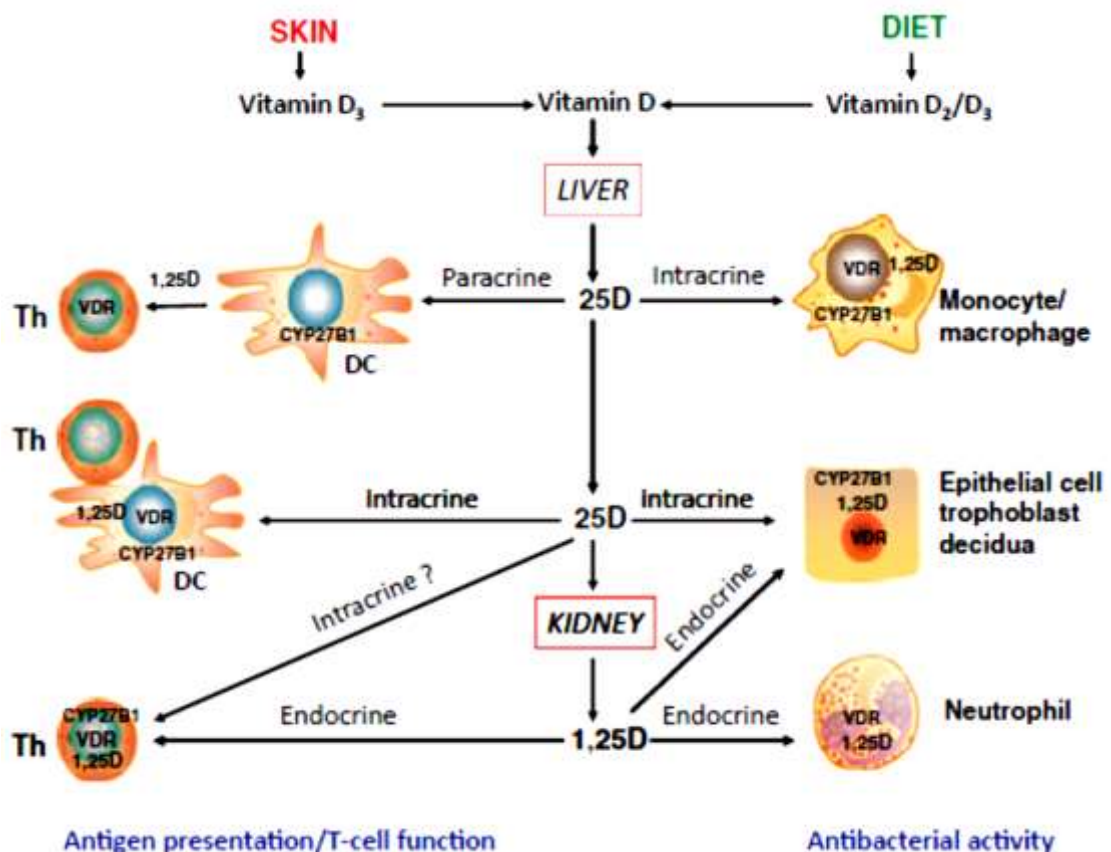 SKIN
DIET
Vitamin D₃
Vitamin D
Vitamin D₂/D₃
LIVER
Th
VDR
1,25D
CYP27B1
DC
Paracrine
25D
Intracrine
VDR
1,25D
CYP27B1
Monocyte/
macrophage
Th
1,25D
VDR
CYP27B1
DC
Intracrine
25D
Intracrine
CYP27B1
1,25D
VDR
Epithelial cell
trophoblast
decidua
Intracrine ?
KIDNEY
Endocrine
Th
CYP27B1
VDR
1,25D
Endocrine
1,25D
Endocrine
VDR
1,25D
Neutrophil
Antigen presentation/T-cell function
Antibacterial activity